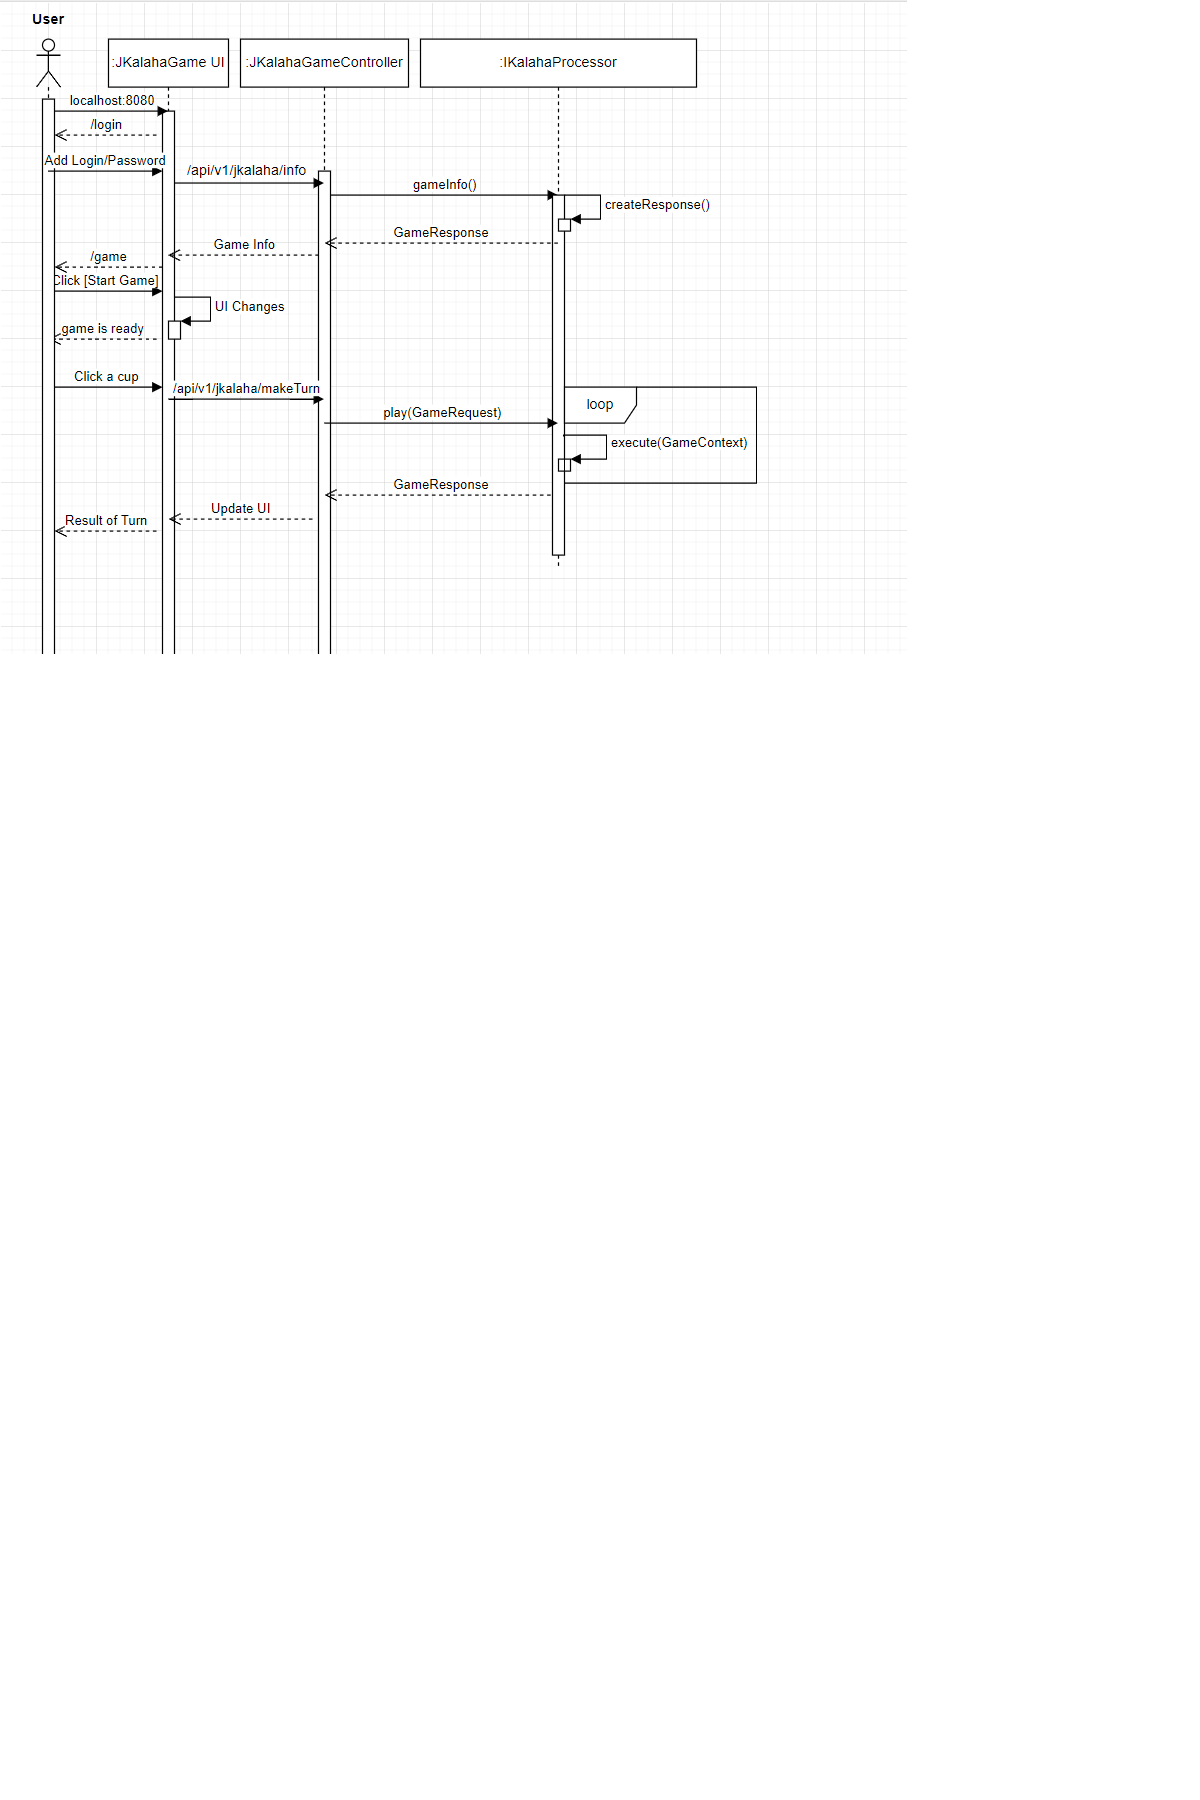 User
:JKalahaGame UI
:JKalahaGameController
:IKalahaProcessor
localhost:8080
/login
Add Login/Password
/api/v1/jkalaha/info
gameInfo()
createResponse()
GameResponse
Game Info
/game
Click [Start Game]
UI Changes
game is ready
Click a cup
/api/v1/jkalaha/makeTurn
loop
play(GameRequest)
execute(GameContext)
GameResponse
Update UI
Result of Turn